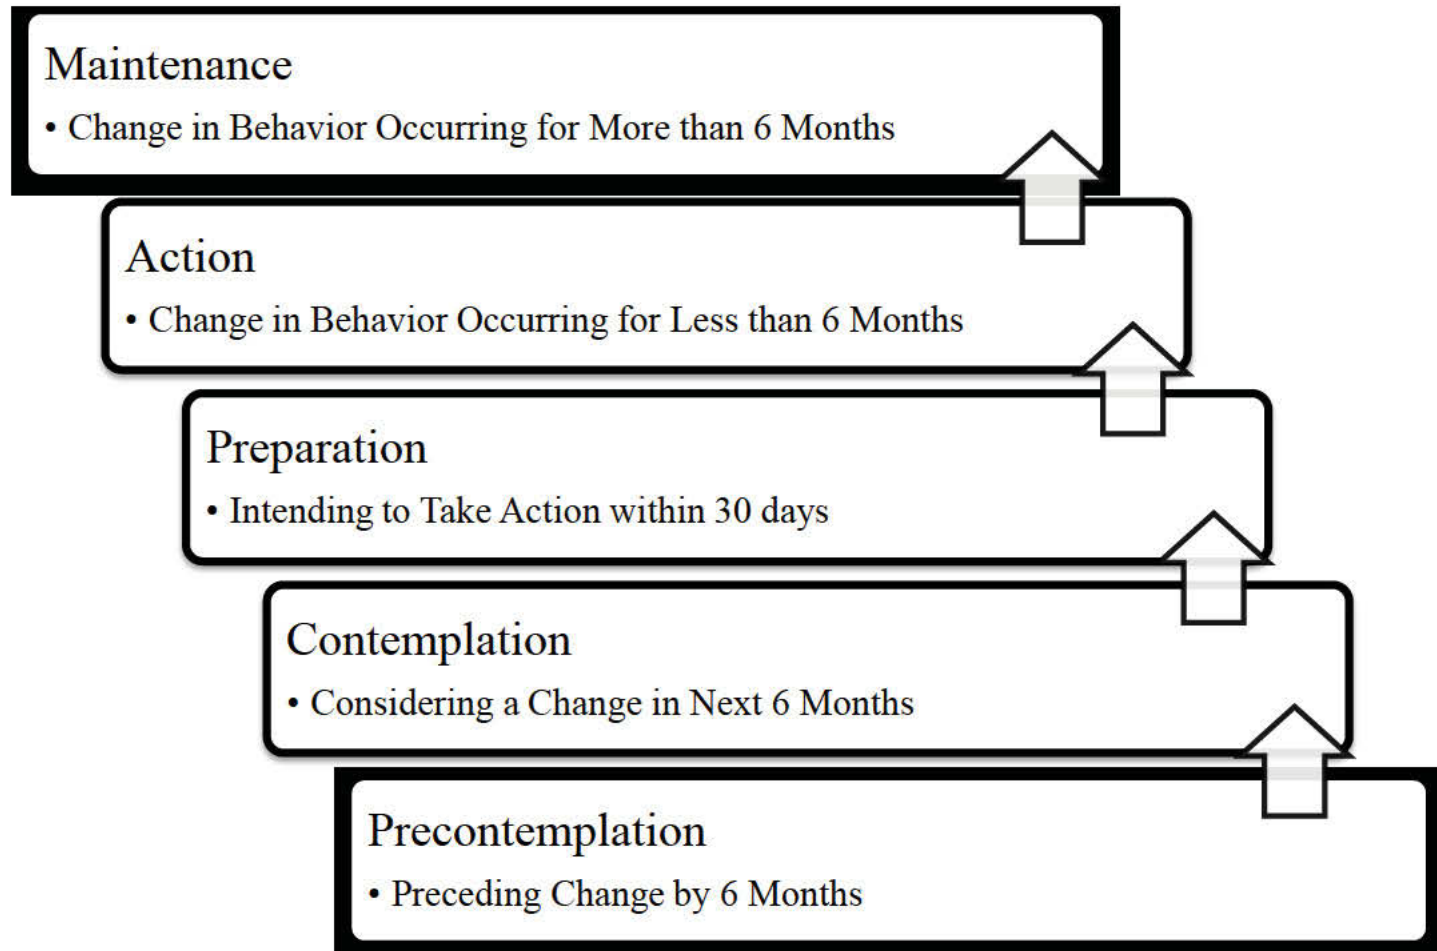 Maintenance
• Change in Behavior Occurring for More than 6 Months
Action
• Change in Behavior Occurring for Less than 6 Months
Preparation
• Intending to Take Action within 30 days
Contemplation
• Considering a Change in Next 6 Months
Precontemplation
• Preceding Change by 6 Months